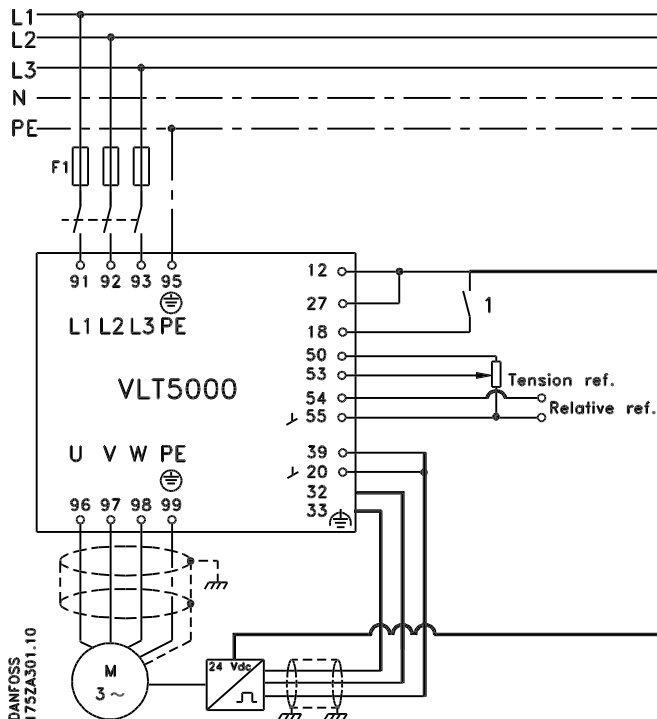 L1
L2
L3
N
PE
F1
91 92 93 95
L1 L2 L3 PE
VLT5000
U V W PE
96 97 98 99
12
27
18
50
53
54
55
39
20
32
33
1
Tension ref.
Relative ref.
M
3 ~
24 Vdc
DANFOSS
175ZA301.10